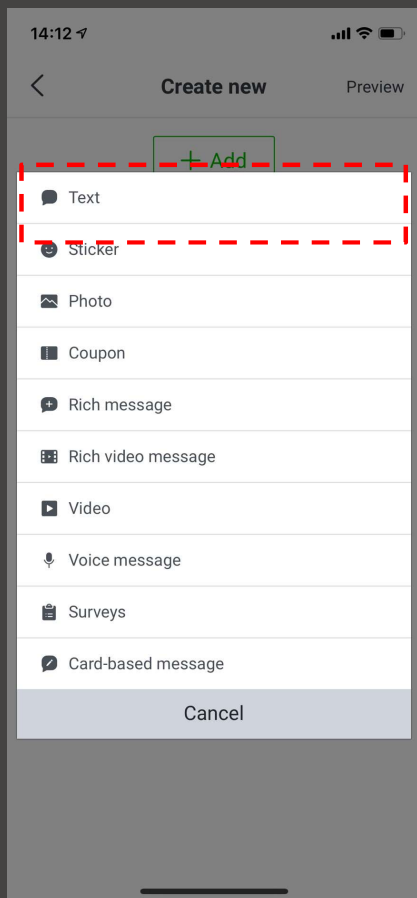 14:12
Create new
Preview
+ Add
Text
Sticker
Photo
Coupon
Rich message
Rich video message
Video
Voice message
Surveys
Card-based message
Cancel